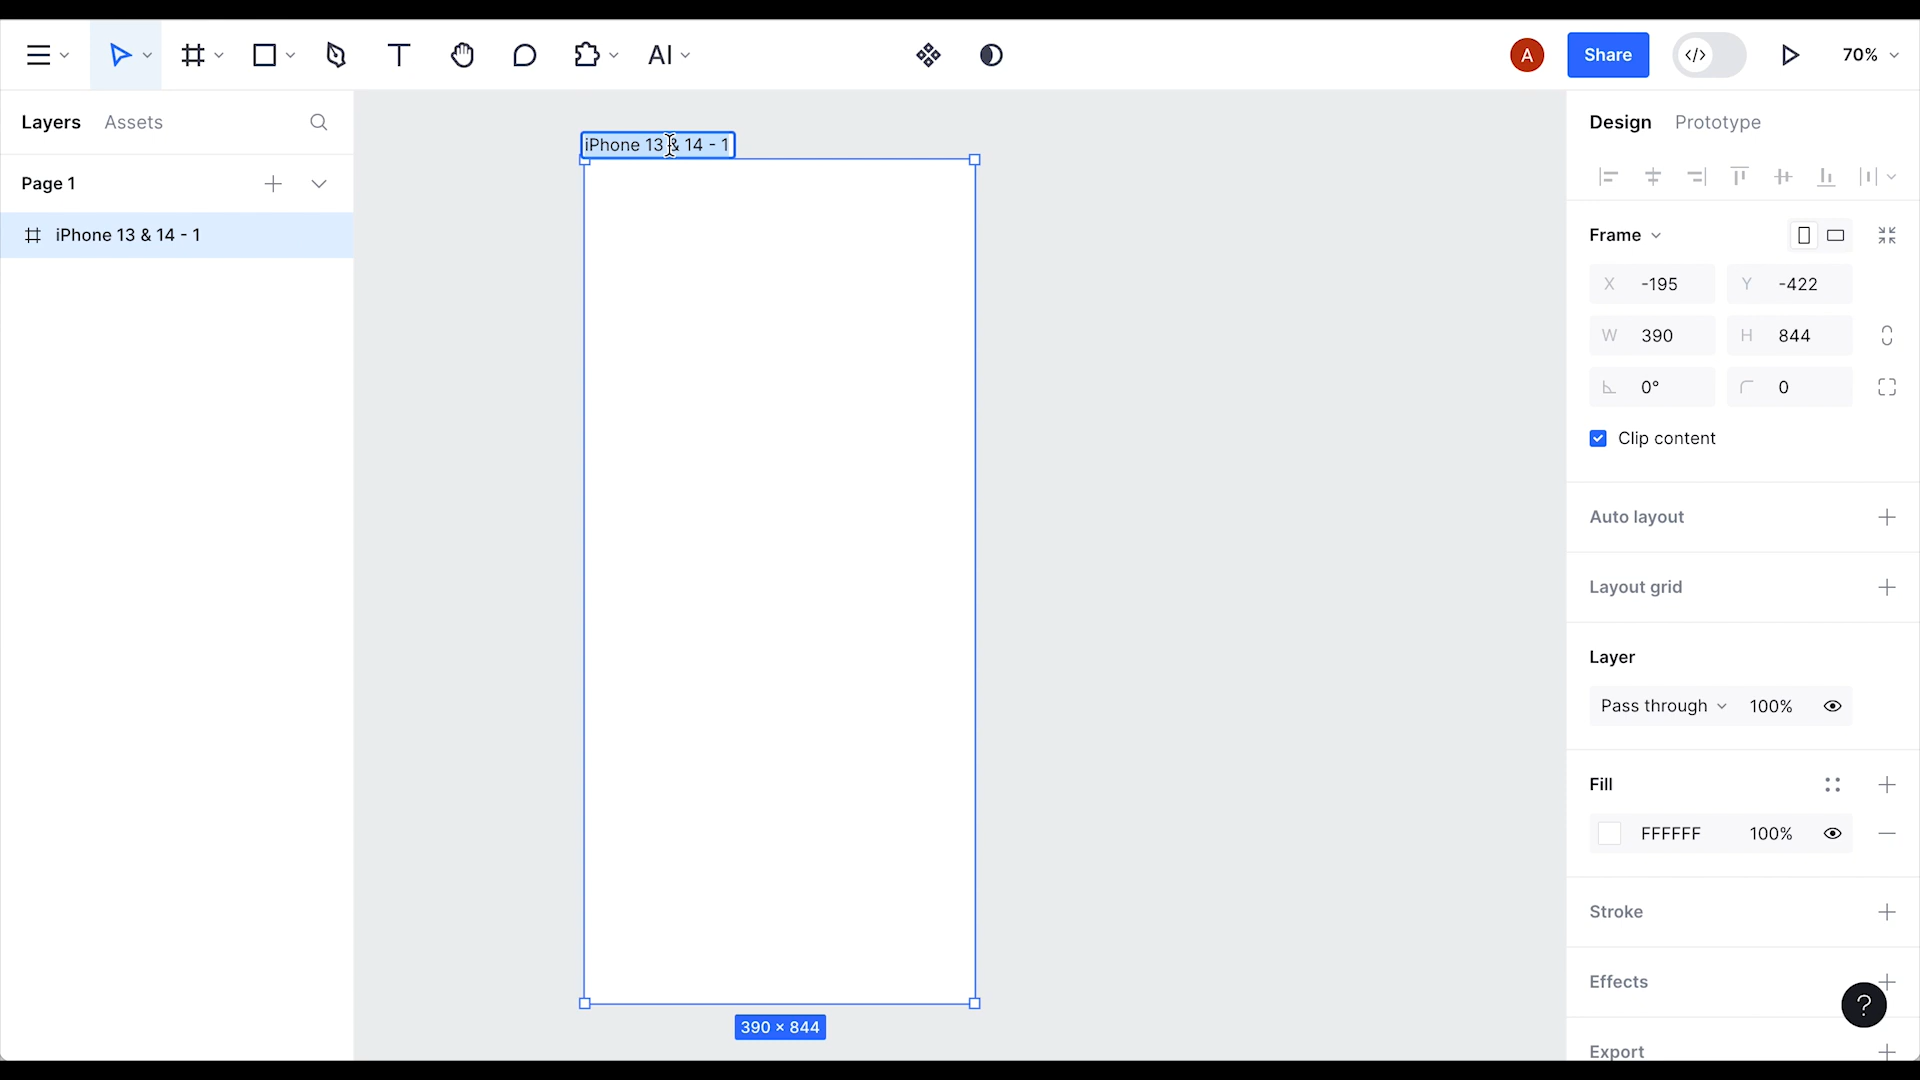 AI
A
Share
</>
70%
Layers Assets
Page 1
iPhone 13 & 14 - 1
iPhone 13 & 14 - 1
390 × 844
Design Prototype
Frame
X -195 Y -422
W 390 H 844
0° 0
Clip content
Auto layout
Layout grid
Layer
Pass through 100%
Fill
FFFFFF 100%
Stroke
Effects
?
Export